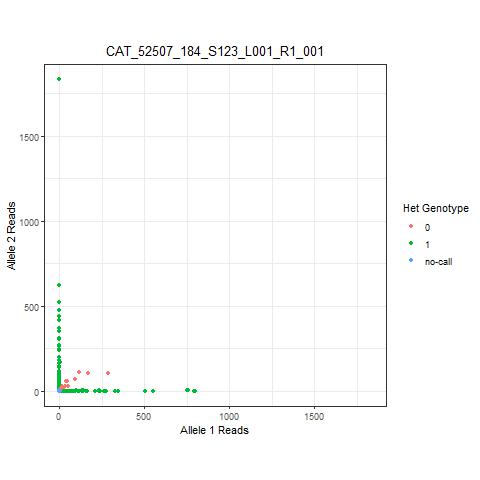 CAT_52507_184_S123_L001_R1_001
Allele 2 Reads
1500
1000
500
0
0
500
1000
1500
Allele 1 Reads
Het Genotype
0
1
no-call